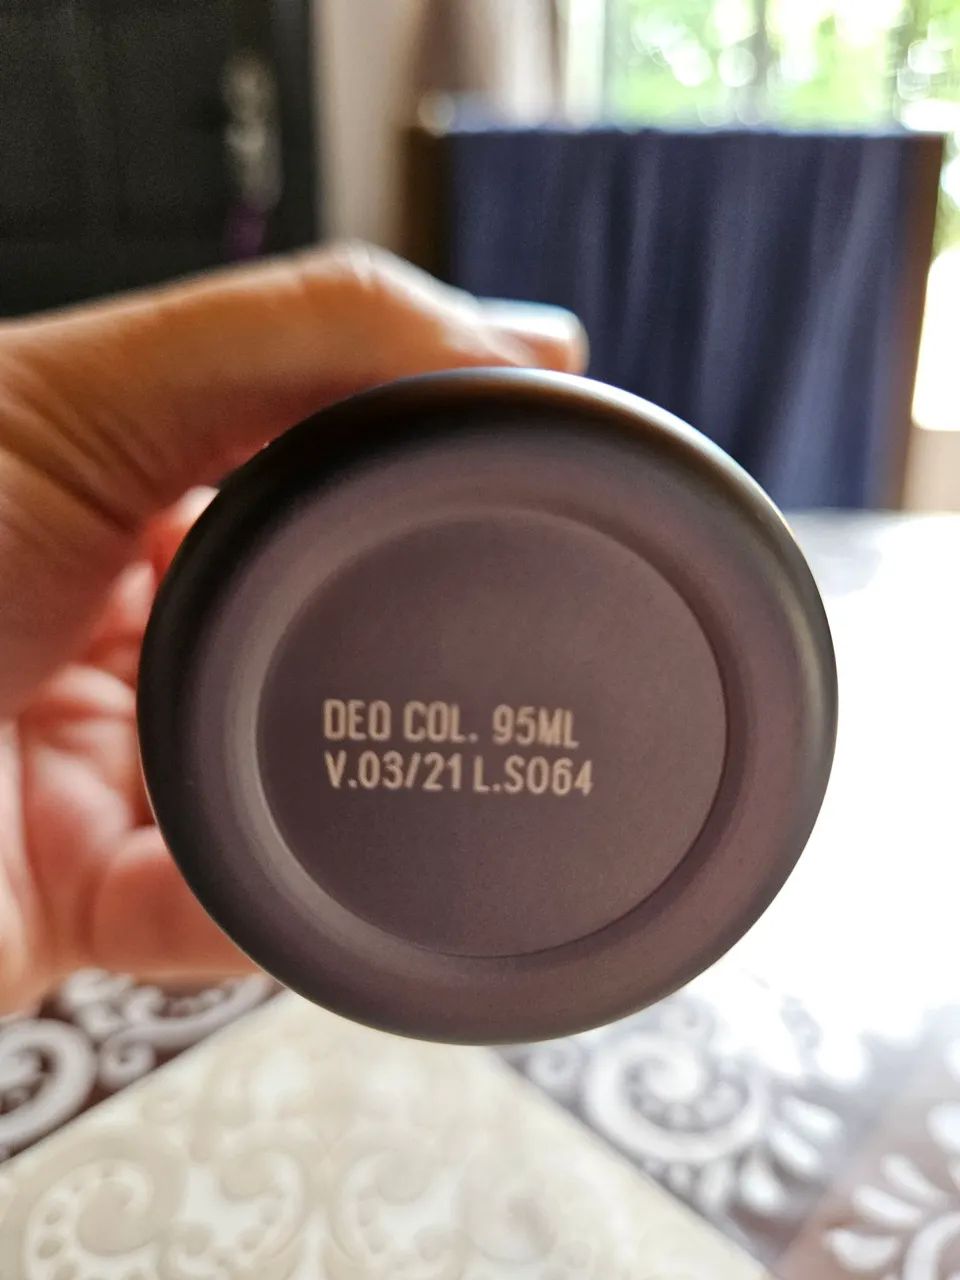 DEO COL. 95ML
V.03/21 L.S064